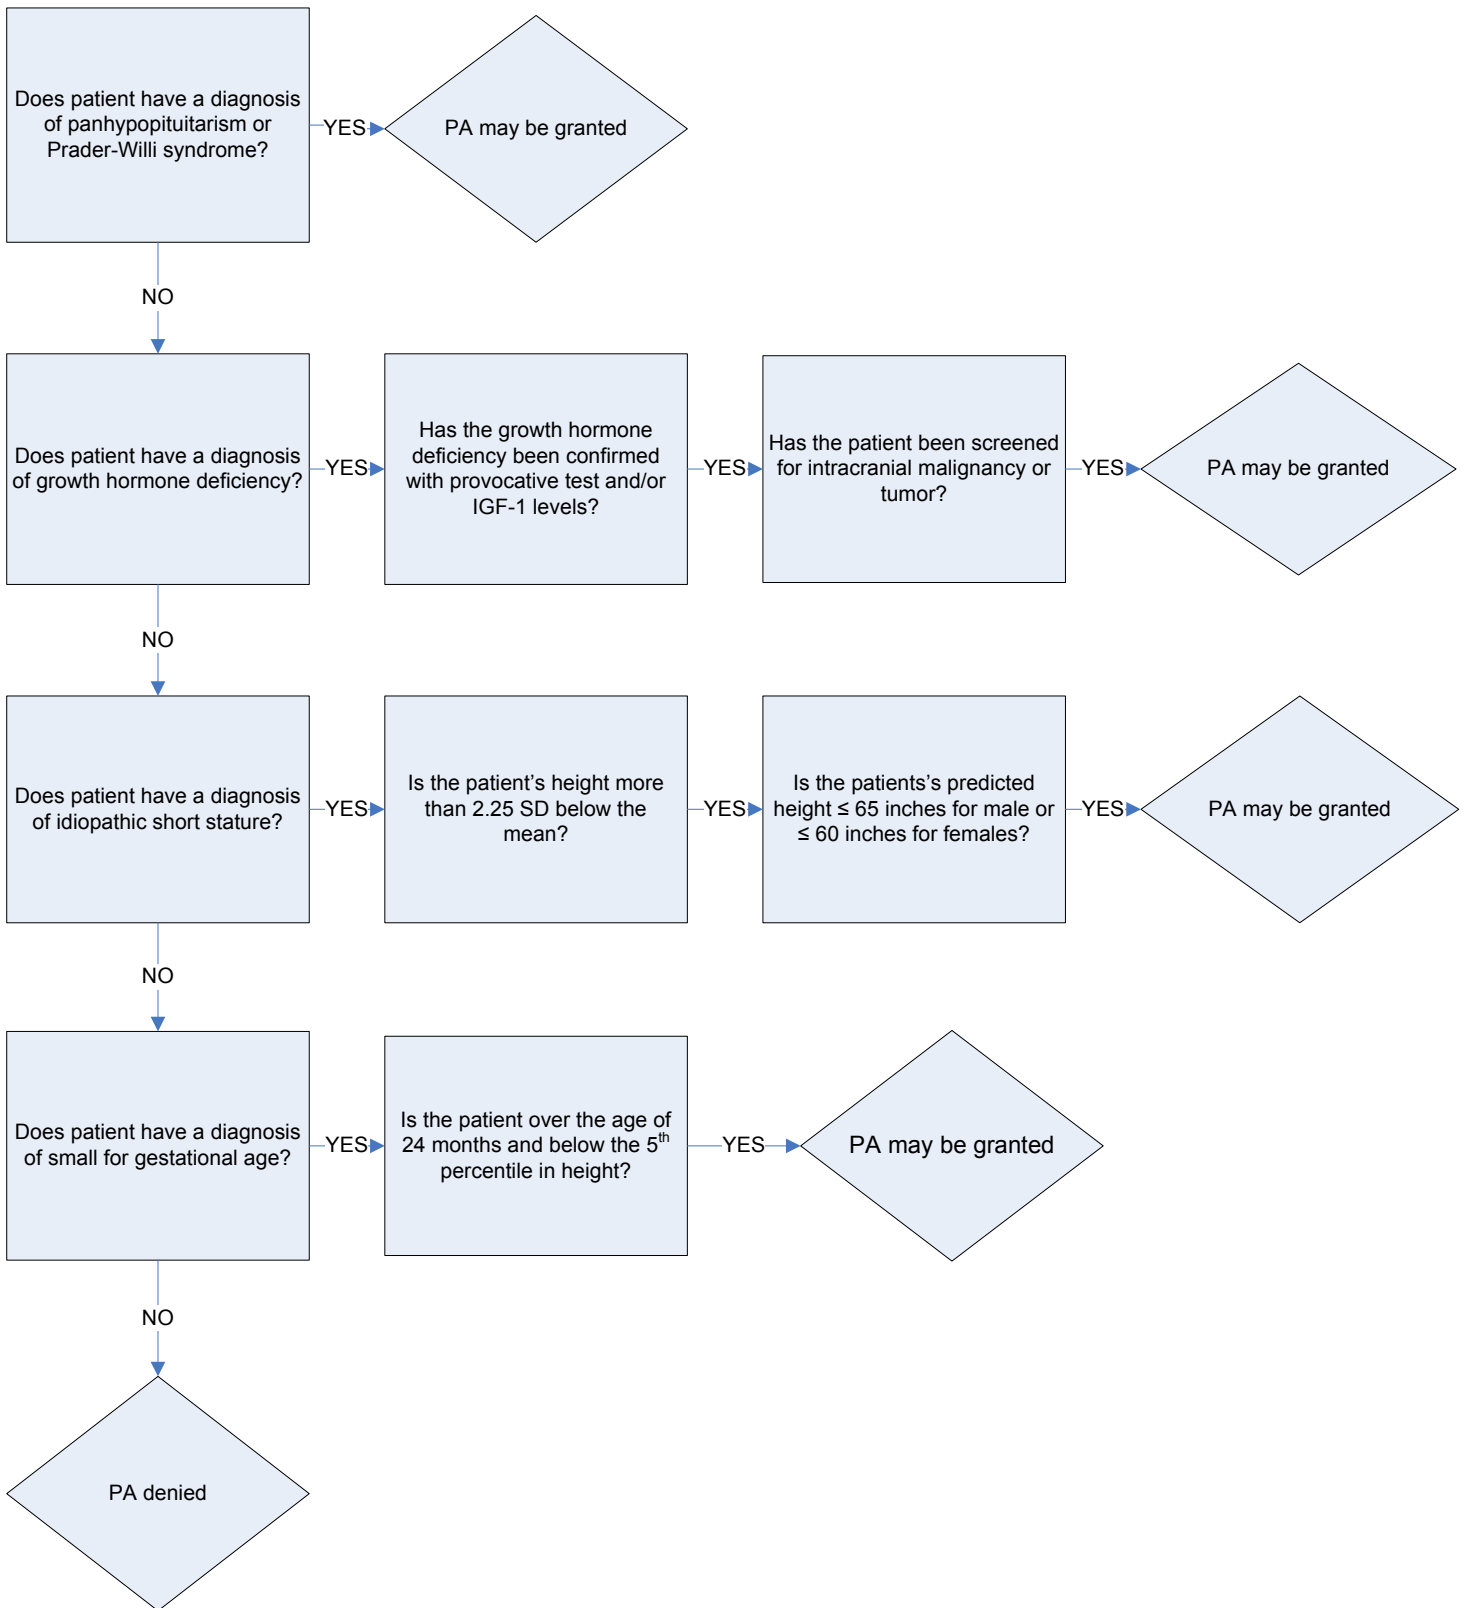 Does patient have a diagnosis
of panhypopituitarism or
Prader-Willi syndrome?
YES
PA may be granted
NO
Does patient have a diagnosis
of growth hormone deficiency?
YES
Has the growth hormone
deficiency been confirmed
with provocative test and/or
IGF-1 levels?
YES
Has the patient been screened
for intracranial malignancy or
tumor?
YES
PA may be granted
NO
Does patient have a diagnosis
of idiopathic short stature?
YES
Is the patient’s height more
than 2.25 SD below the
mean?
YES
Is the patients’s predicted
height ≤ 65 inches for male or
≤ 60 inches for females?
YES
PA may be granted
NO
Does patient have a diagnosis
of small for gestational age?
YES
Is the patient over the age of
24 months and below the 5th
percentile in height?
YES
PA may be granted
NO
PA denied